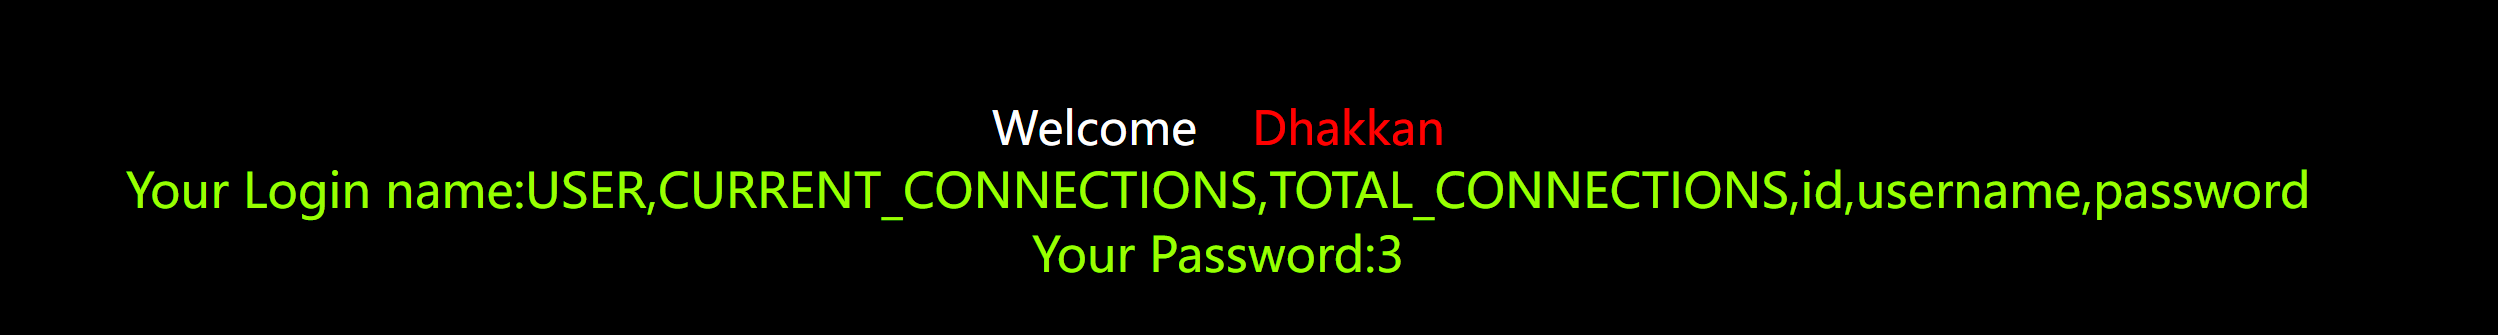 Welcome Dhakkan
Your Login name:USER,CURRENT_CONNECTIONS,TOTAL_CONNECTIONS,id,username,password
Your Password:3